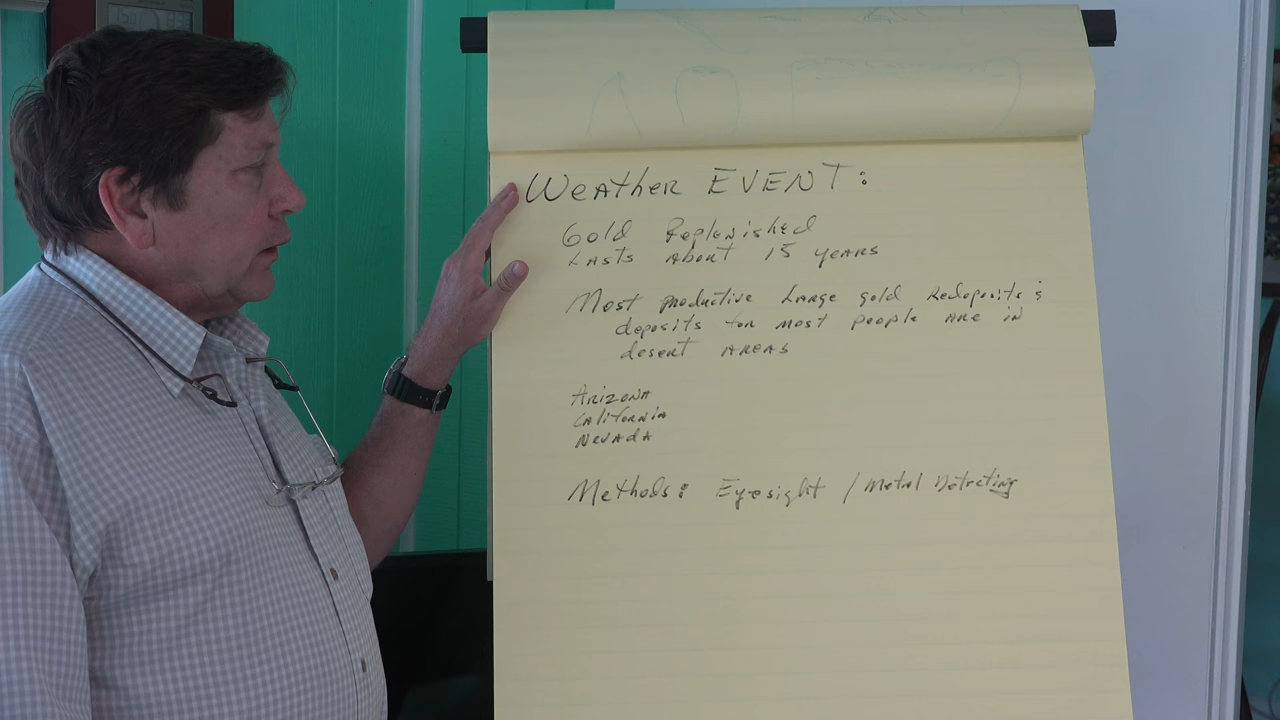 Weather EVENT:
Gold Replenished
Lasts About 15 years
Most productive Large gold Redeposits &
deposits for most people are in
desert areas
Arizona
California
Nevada
Methods: Eyesight / Metal Detecting